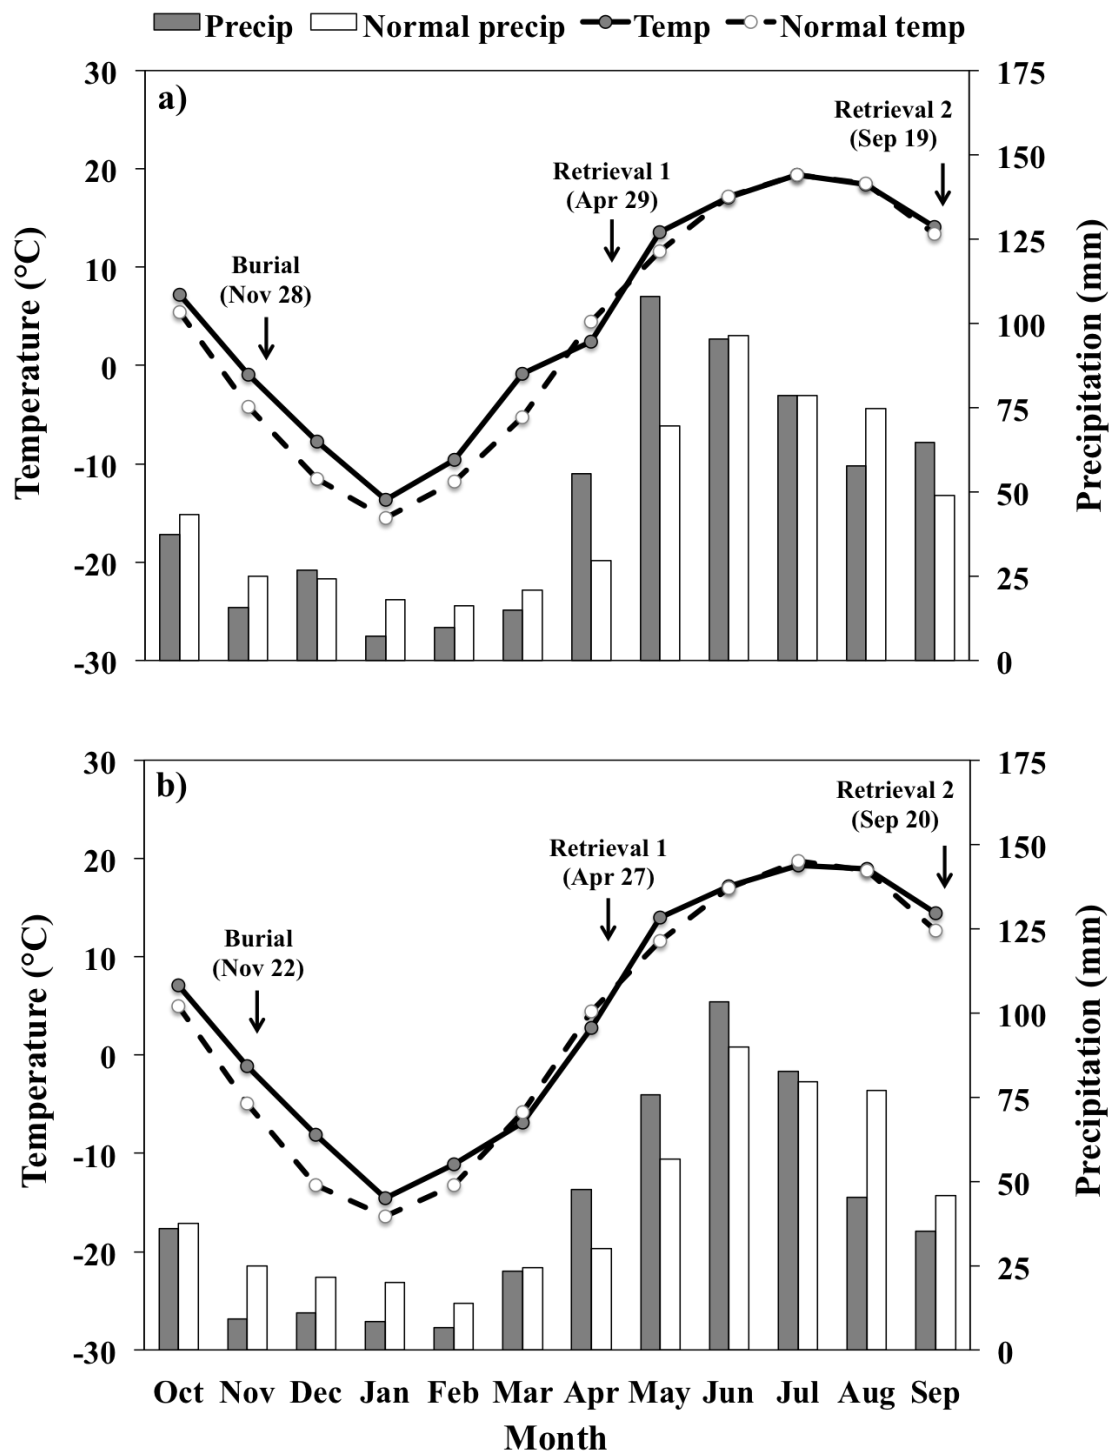 Precip Normal precip Temp Normal temp
a)
30
20
10
0
-10
-20
-30
Temperature (°C)
Burial
(Nov 28)
Retrieval 1
(Apr 29)
Retrieval 2
(Sep 19)
175
150
125
100
75
50
25
0
Precipitation (mm)
b)
30
20
10
0
-10
-20
-30
Temperature (°C)
Burial
(Nov 22)
Retrieval 1
(Apr 27)
Retrieval 2
(Sep 20)
175
150
125
100
75
50
25
0
Precipitation (mm)
Oct Nov Dec Jan Feb Mar Apr May Jun Jul Aug Sep
Month